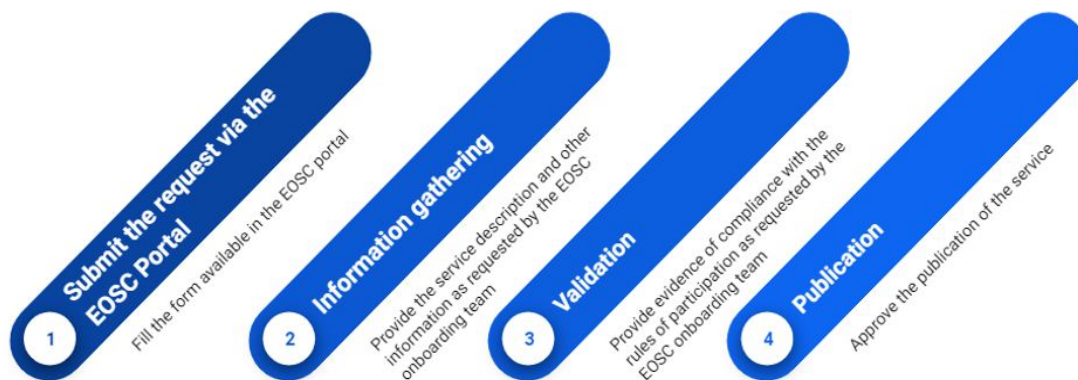 1
Submit the request via the
EOSC Portal
Fill the form available in the EOSC portal
2
Information gathering
Provide the service description and other
information as requested by the EOSC
onboarding team
3
Validation
Provide evidence of compliance with the
rules of participation as requested by the
EOSC onboarding team
4
Publication
Approve the publication of the service